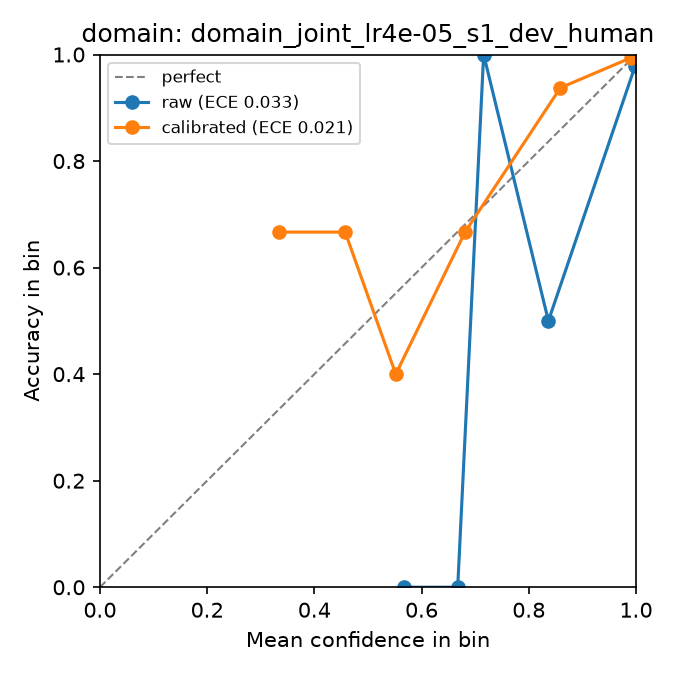 domain: domain_joint_lr4e-05_s1_dev_human
perfect
raw (ECE 0.033)
calibrated (ECE 0.021)
1.0
0.8
0.6
0.4
0.2
0.0
Accuracy in bin
0.0 0.2 0.4 0.6 0.8 1.0
Mean confidence in bin